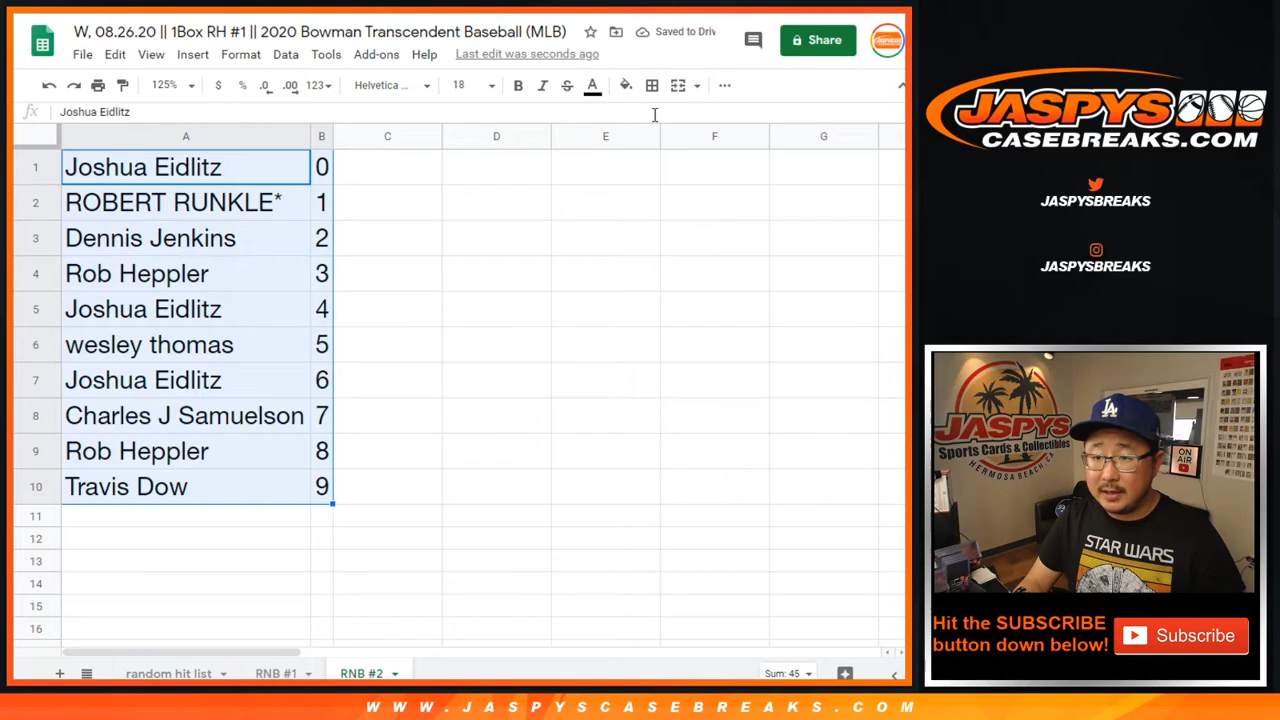 W, 08.26.20 || 1Box RH #1 || 2020 Bowman Transcendent Baseball (MLB)
Saved to Driv
Share
File Edit View Insert Format Data Tools Add-ons Help Last edit was seconds ago
125% $ % .0 .00 123 Helvetica ... 18 B I S A ...
fx Joshua Eidlitz
A B C D E F G
1 Joshua Eidlitz 0
2 ROBERT RUNKLE* 1
3 Dennis Jenkins 2
4 Rob Heppler 3
5 Joshua Eidlitz 4
6 wesley thomas 5
7 Joshua Eidlitz 6
8 Charles J Samuelson 7
9 Rob Heppler 8
10 Travis Dow 9
11
12
13
14
15
16
+ random hit list RNB #1 RNB #2 Sum: 45
JASPYS
CASEBREAKS.COM
JASPYSBREAKS
JASPYSBREAKS
JASPYS
Sports Cards & Collectibles
HERMOSA BEACH, CA
ON
AIR
LA
STAR WARS
Hit the SUBSCRIBE
button down below!
Subscribe
WWW.JASPYSCASEBREAKS.COM